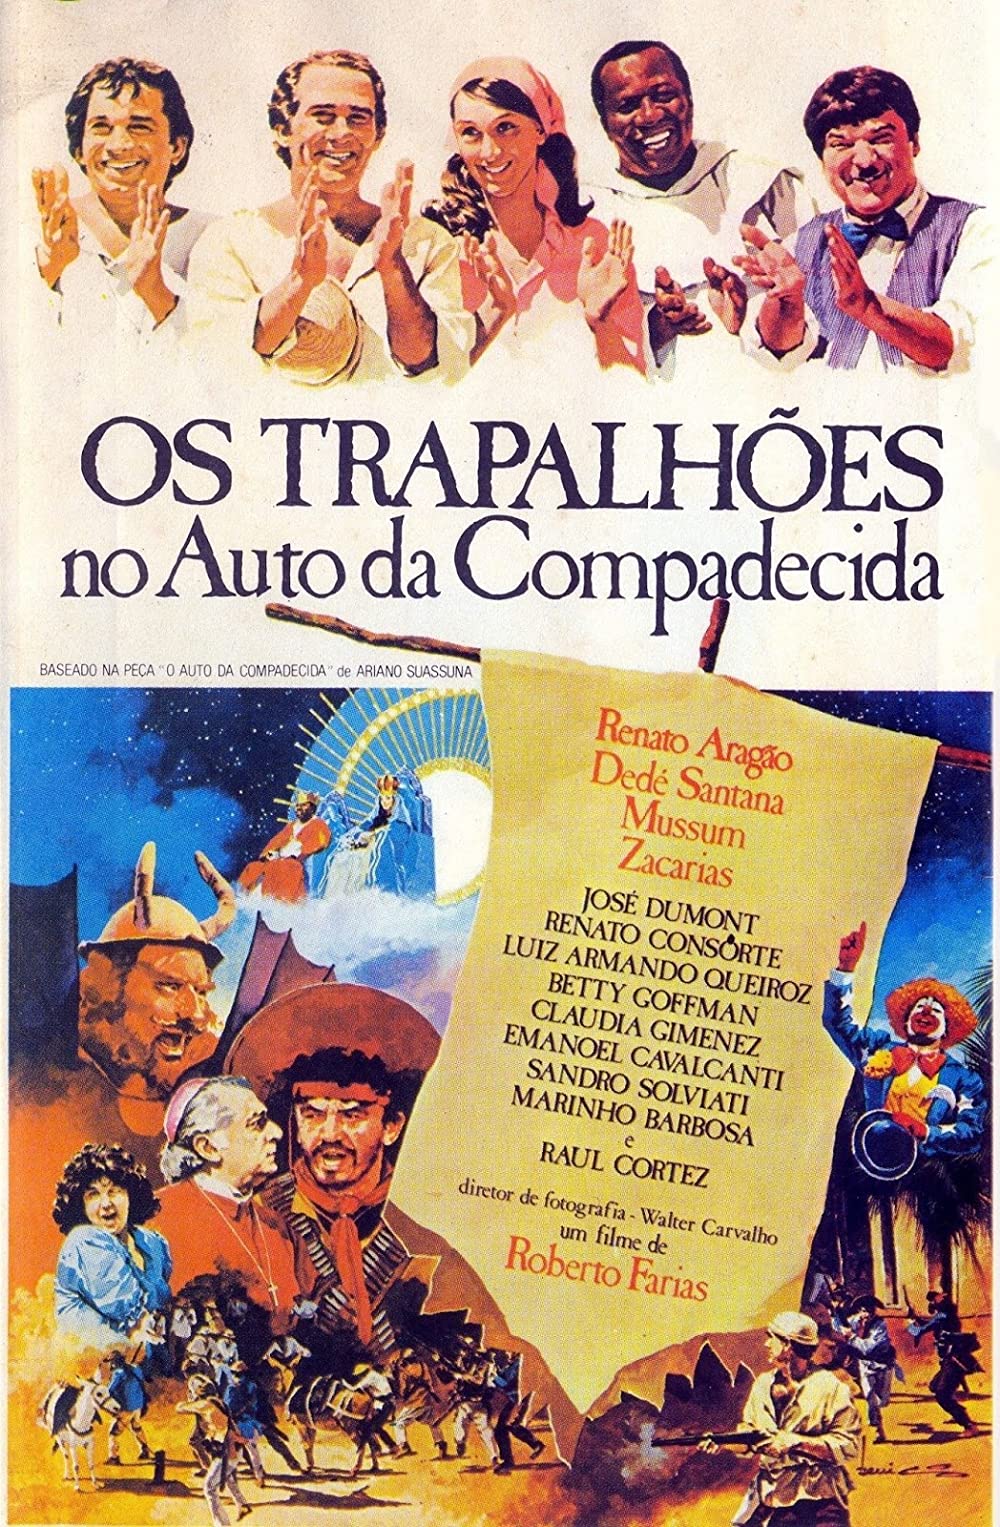 OS TRAPALHÕES
no Auto da Compadecida
BASEADO NA PEÇA "O AUTO DA COMPADECIDA" de ARIANO SUASSUNA
Renato Aragão
Dedé Santana
Mussum
Zacarias
JOSÉ DUMONT
RENATO CONSORTE
LUIZ ARMANDO QUEIROZ
BETTY GOFFMAN
CLAUDIA GIMENEZ
EMANOEL CAVALCANTI
SANDRO SOLVIATI
MARINHO BARBOSA
e
RAUL CORTEZ
diretor de fotografia - Walter Carvalho
um filme de
Roberto Farias